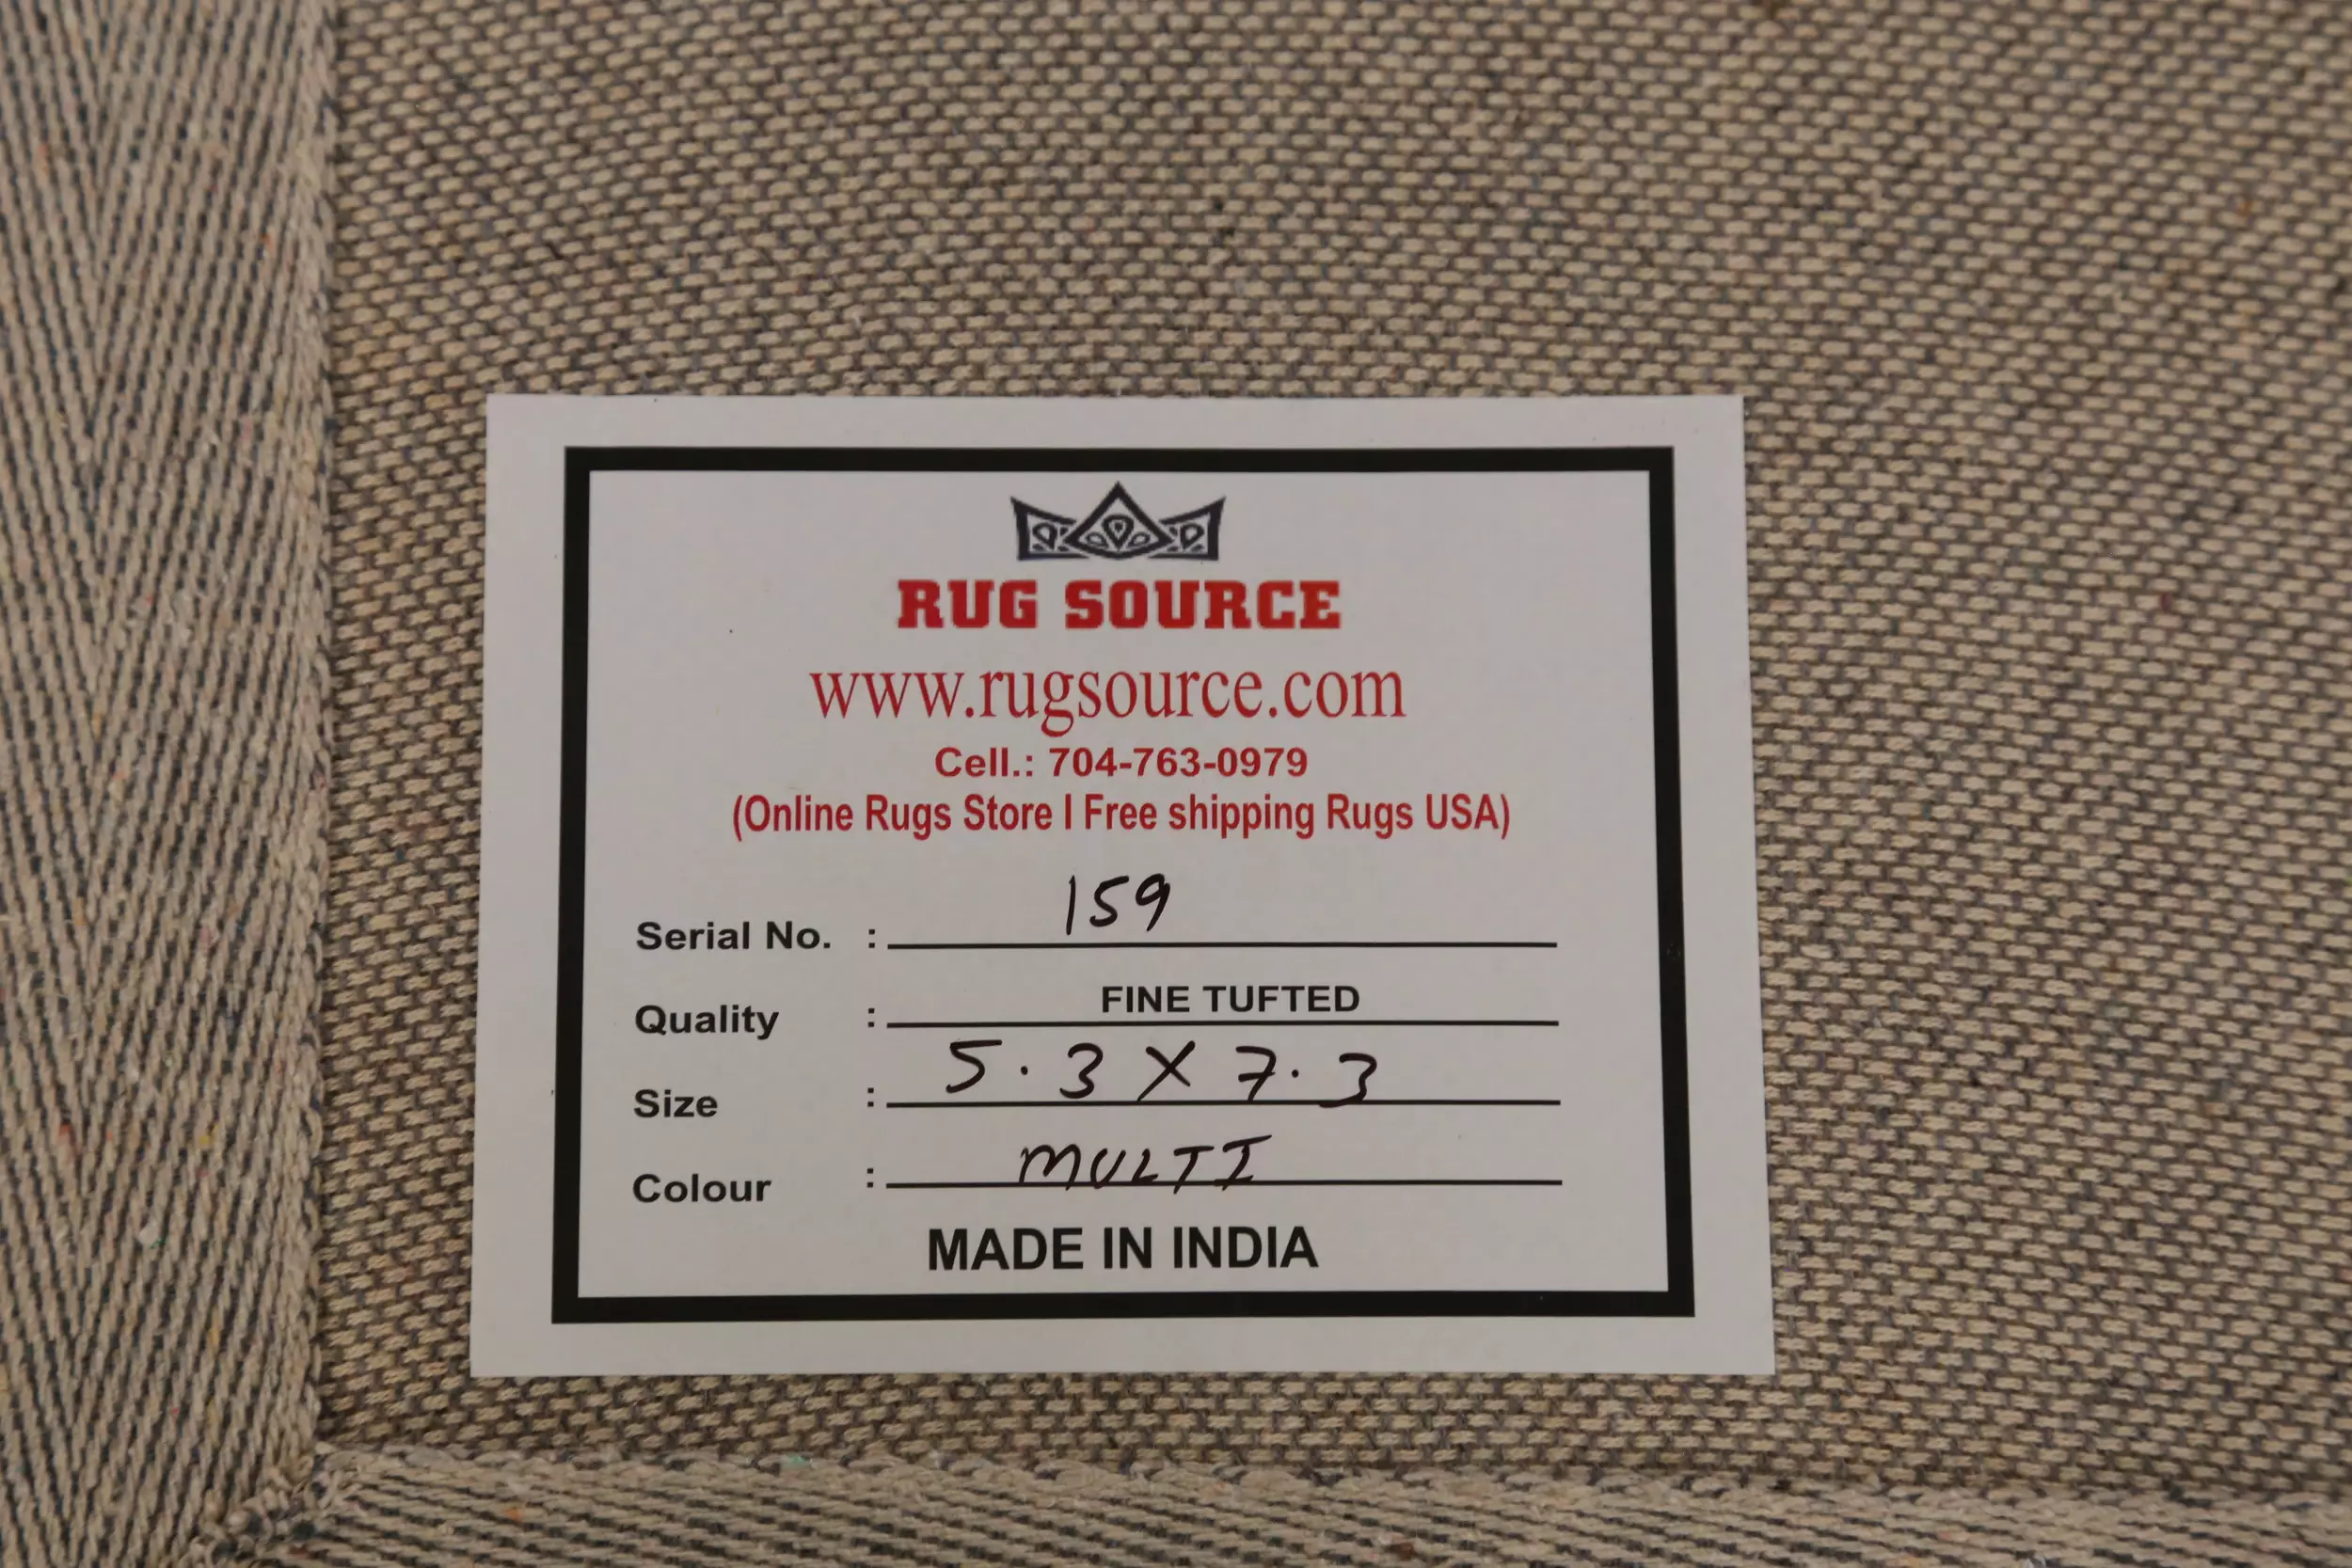 RUG SOURCE
www.rugsource.com
Cell.: 704-763-0979
(Online Rugs Store I Free shipping Rugs USA)
Serial No. : 159
Quality : FINE TUFTED
Size : 5.3 X 7.3
Colour : MULTI
MADE IN INDIA